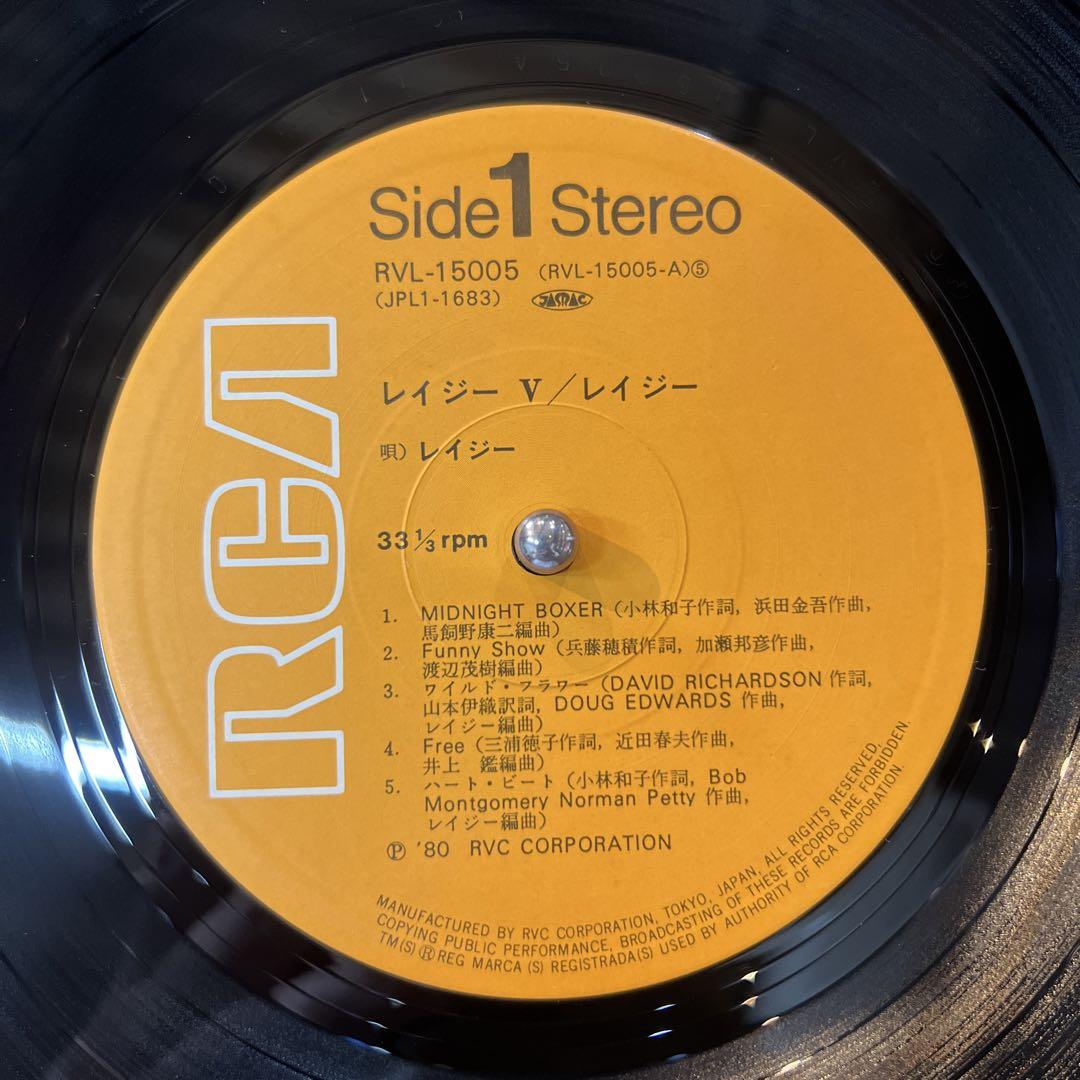 Side 1 Stereo
RVL-15005 (RVL-15005-A)⑤
(JPL1-1683) JASRAC
RCA
レイジー V/レイジー
唄) レイジー
33 1/3 rpm
1. MIDNIGHT BOXER (小林和子作詞, 浜田金吾作曲,
馬飼野康二編曲)
2. Funny Show (兵藤穂積作詞, 加瀬邦彦作曲,
渡辺茂樹編曲)
3. ワイルド・フラワー (DAVID RICHARDSON 作詞,
山本伊織訳詞, DOUG EDWARDS 作曲,
レイジー編曲)
4. Free (三浦徳子作詞, 近田春夫作曲,
井上 鑑編曲)
5. ハート・ビート (小林和子作詞, Bob
Montgomery Norman Petty 作曲,
レイジー編曲)
Ⓟ '80 RVC CORPORATION
MANUFACTURED BY RVC CORPORATION, TOKYO, JAPAN, ALL RIGHTS RESERVED,
COPYING PUBLIC PERFORMANCE, BROADCASTING OF THESE RECORDS ARE FORBIDDEN.
TM(S) ® REG MARCA (S) REGISTRADA(S) USED BY AUTHORITY OF RCA CORPORATION.